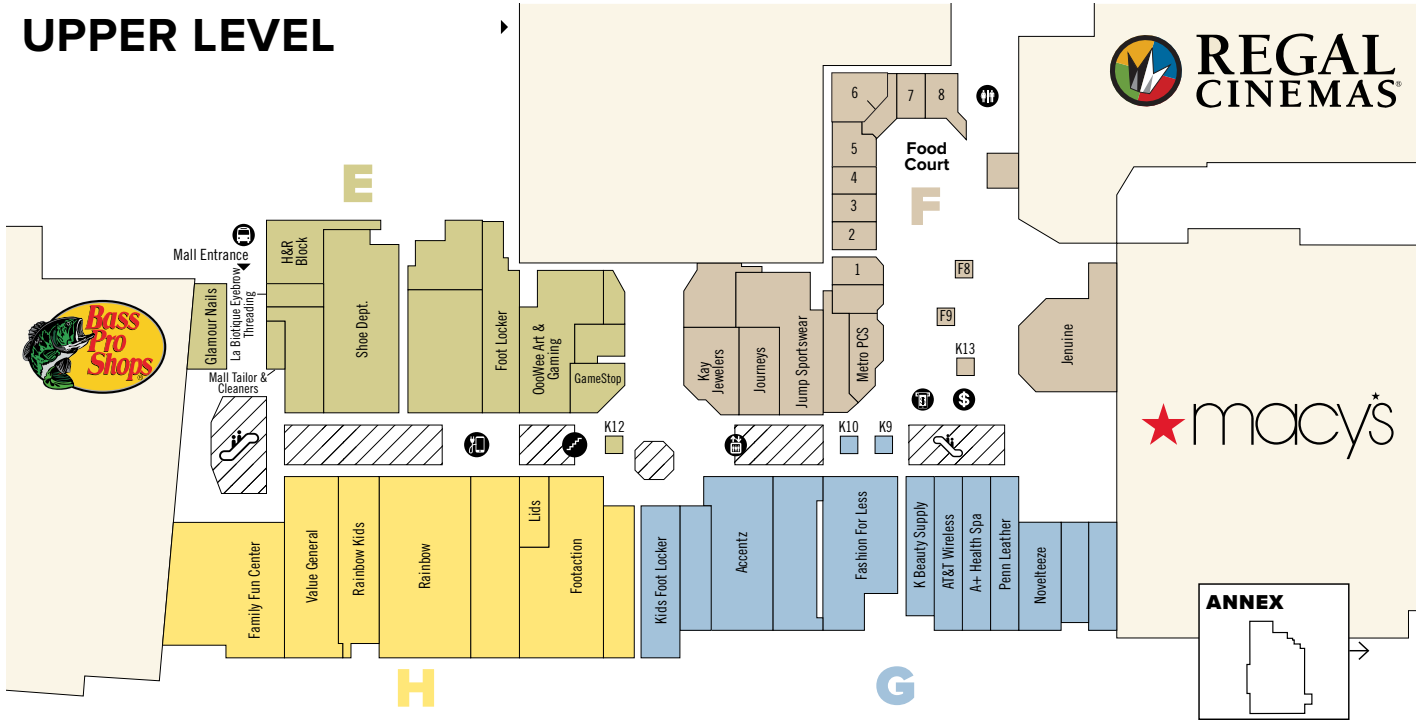 UPPER LEVEL
REGAL
CINEMAS®
6
7
8
5
Food
Court
4
E
3
F
2
H&R
Block
Mall Entrance
1
F8
Glamour Nails
La Biotique Eyebrow
Threading
Shoe Dept.
Foot Locker
OooWee Art &
Gaming
GameStop
Kay
Jewelers
Journeys
Jump Sportswear
Metro PCS
F9
K13
Jenuine
Bass
Pro
Shops®
Mall Tailor &
Cleaners
$
macy's
K12
K10
K9
Family Fun Center
Value General
Rainbow Kids
Rainbow
Lids
Footaction
Kids Foot Locker
Accentz
Fashion For Less
K Beauty Supply
AT&T Wireless
A+ Health Spa
Penn Leather
Novelteeze
ANNEX
H
G